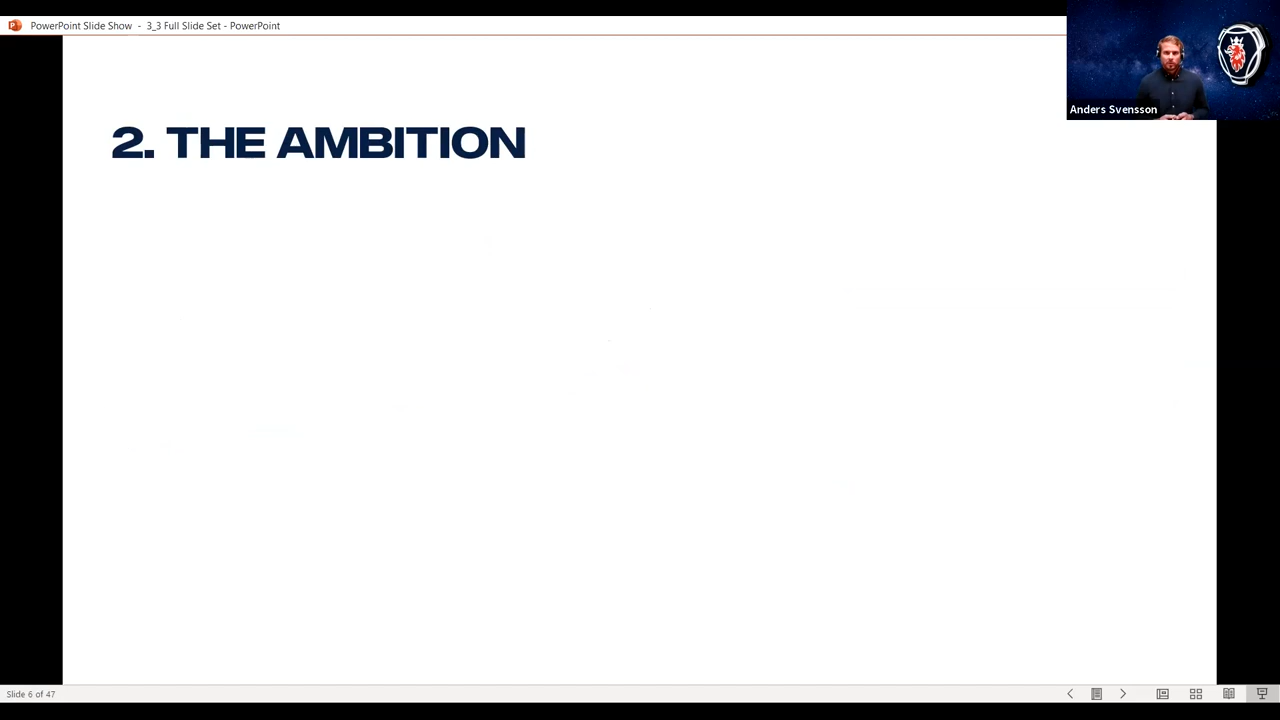 PowerPoint Slide Show - 3_3 Full Slide Set - PowerPoint
Anders Svensson
2. THE AMBITION
Slide 6 of 47